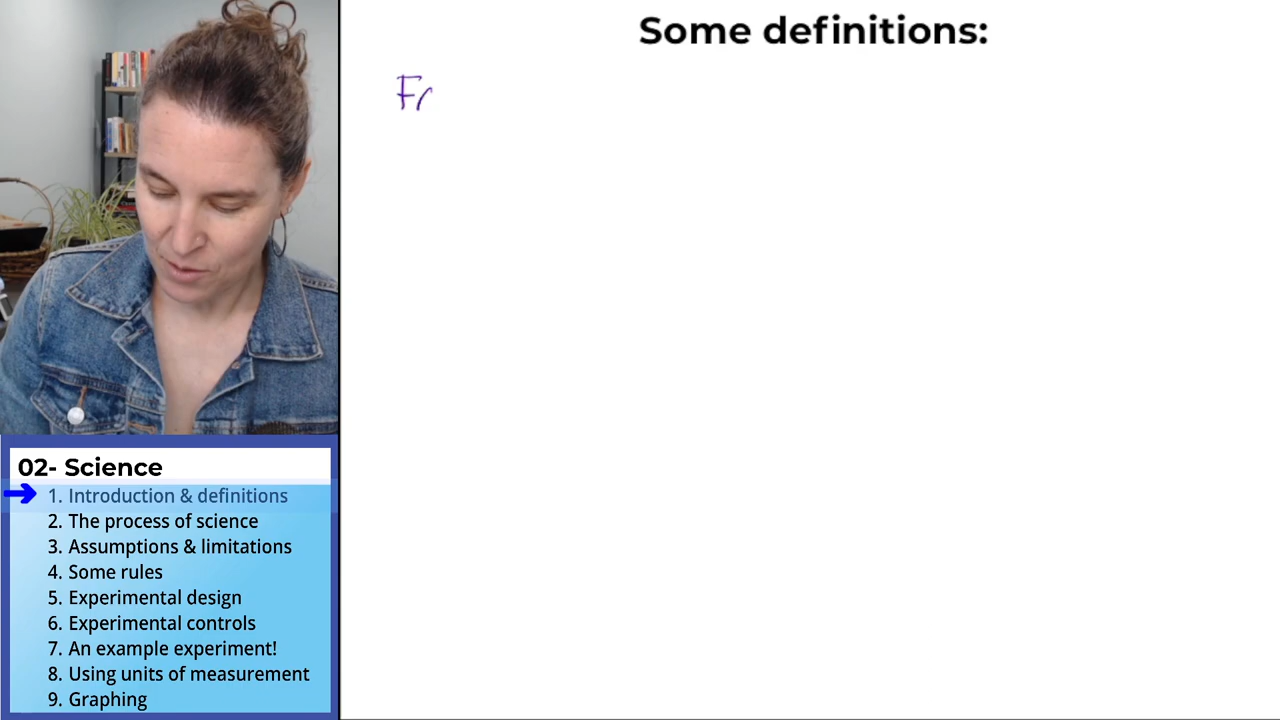 Some definitions:
Fr
02- Science
1. Introduction & definitions
2. The process of science
3. Assumptions & limitations
4. Some rules
5. Experimental design
6. Experimental controls
7. An example experiment!
8. Using units of measurement
9. Graphing